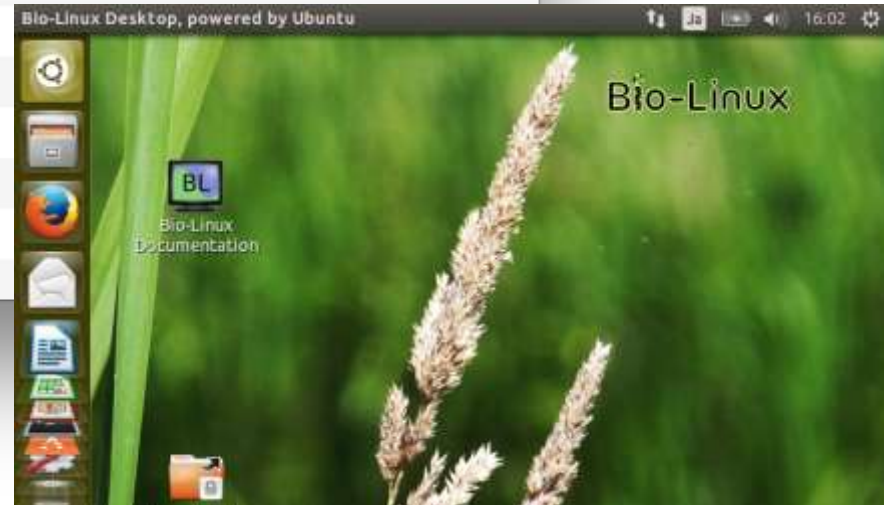 Bio-Linux Desktop, powered by Ubuntu
Ja
16:02
Bio-Linux
BL
Bio-Linux
Documentation